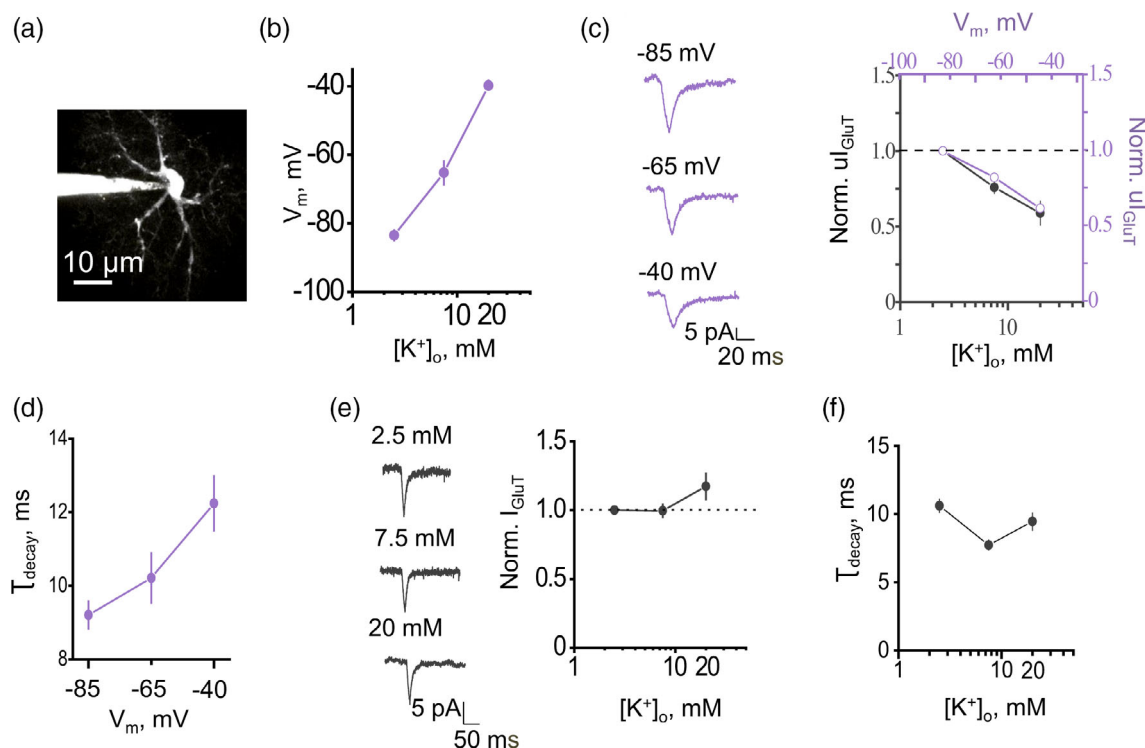 (a)
10 µm
(b)
-40
-60
-80
-100
Vm, mV
1
10
20
[K⁺]o, mM
(c)
-85 mV
-65 mV
-40 mV
5 pA
20 ms
Vm, mV
-100
-80
-60
-40
1.5
1.0
0.5
0
Norm. uIGluT
1.5
1.0
0.5
0
Norm. uIGluT
1
10
[K⁺]o, mM
(d)
14
12
10
8
τdecay, ms
-85
-65
-40
Vm, mV
(e)
2.5 mM
7.5 mM
20 mM
5 pA
50 ms
1.5
1.0
0.5
0
Norm. IGluT
1
10
20
[K⁺]o, mM
(f)
15
10
5
0
τdecay, ms
1
10
20
[K⁺]o, mM